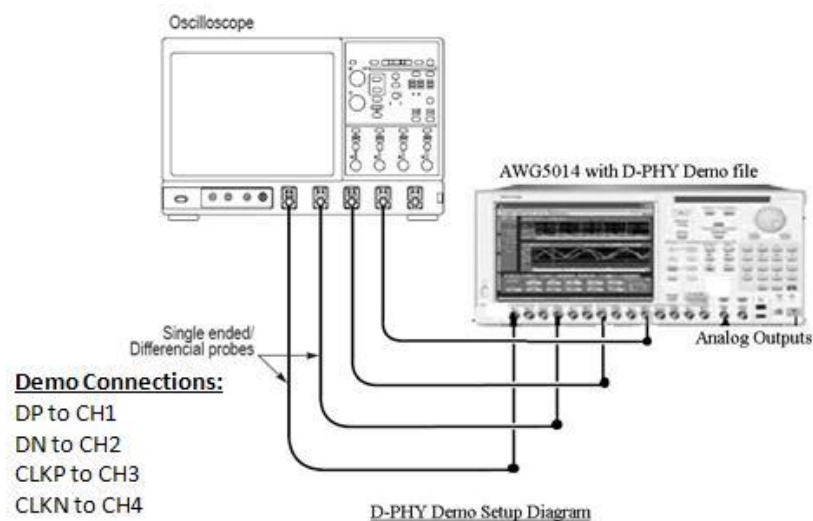 Oscilloscope
AWG5014 with D-PHY Demo file
Analog Outputs
Single ended/
Differencial probes
Demo Connections:
DP to CH1
DN to CH2
CLKP to CH3
CLKN to CH4
D-PHY Demo Setup Diagram